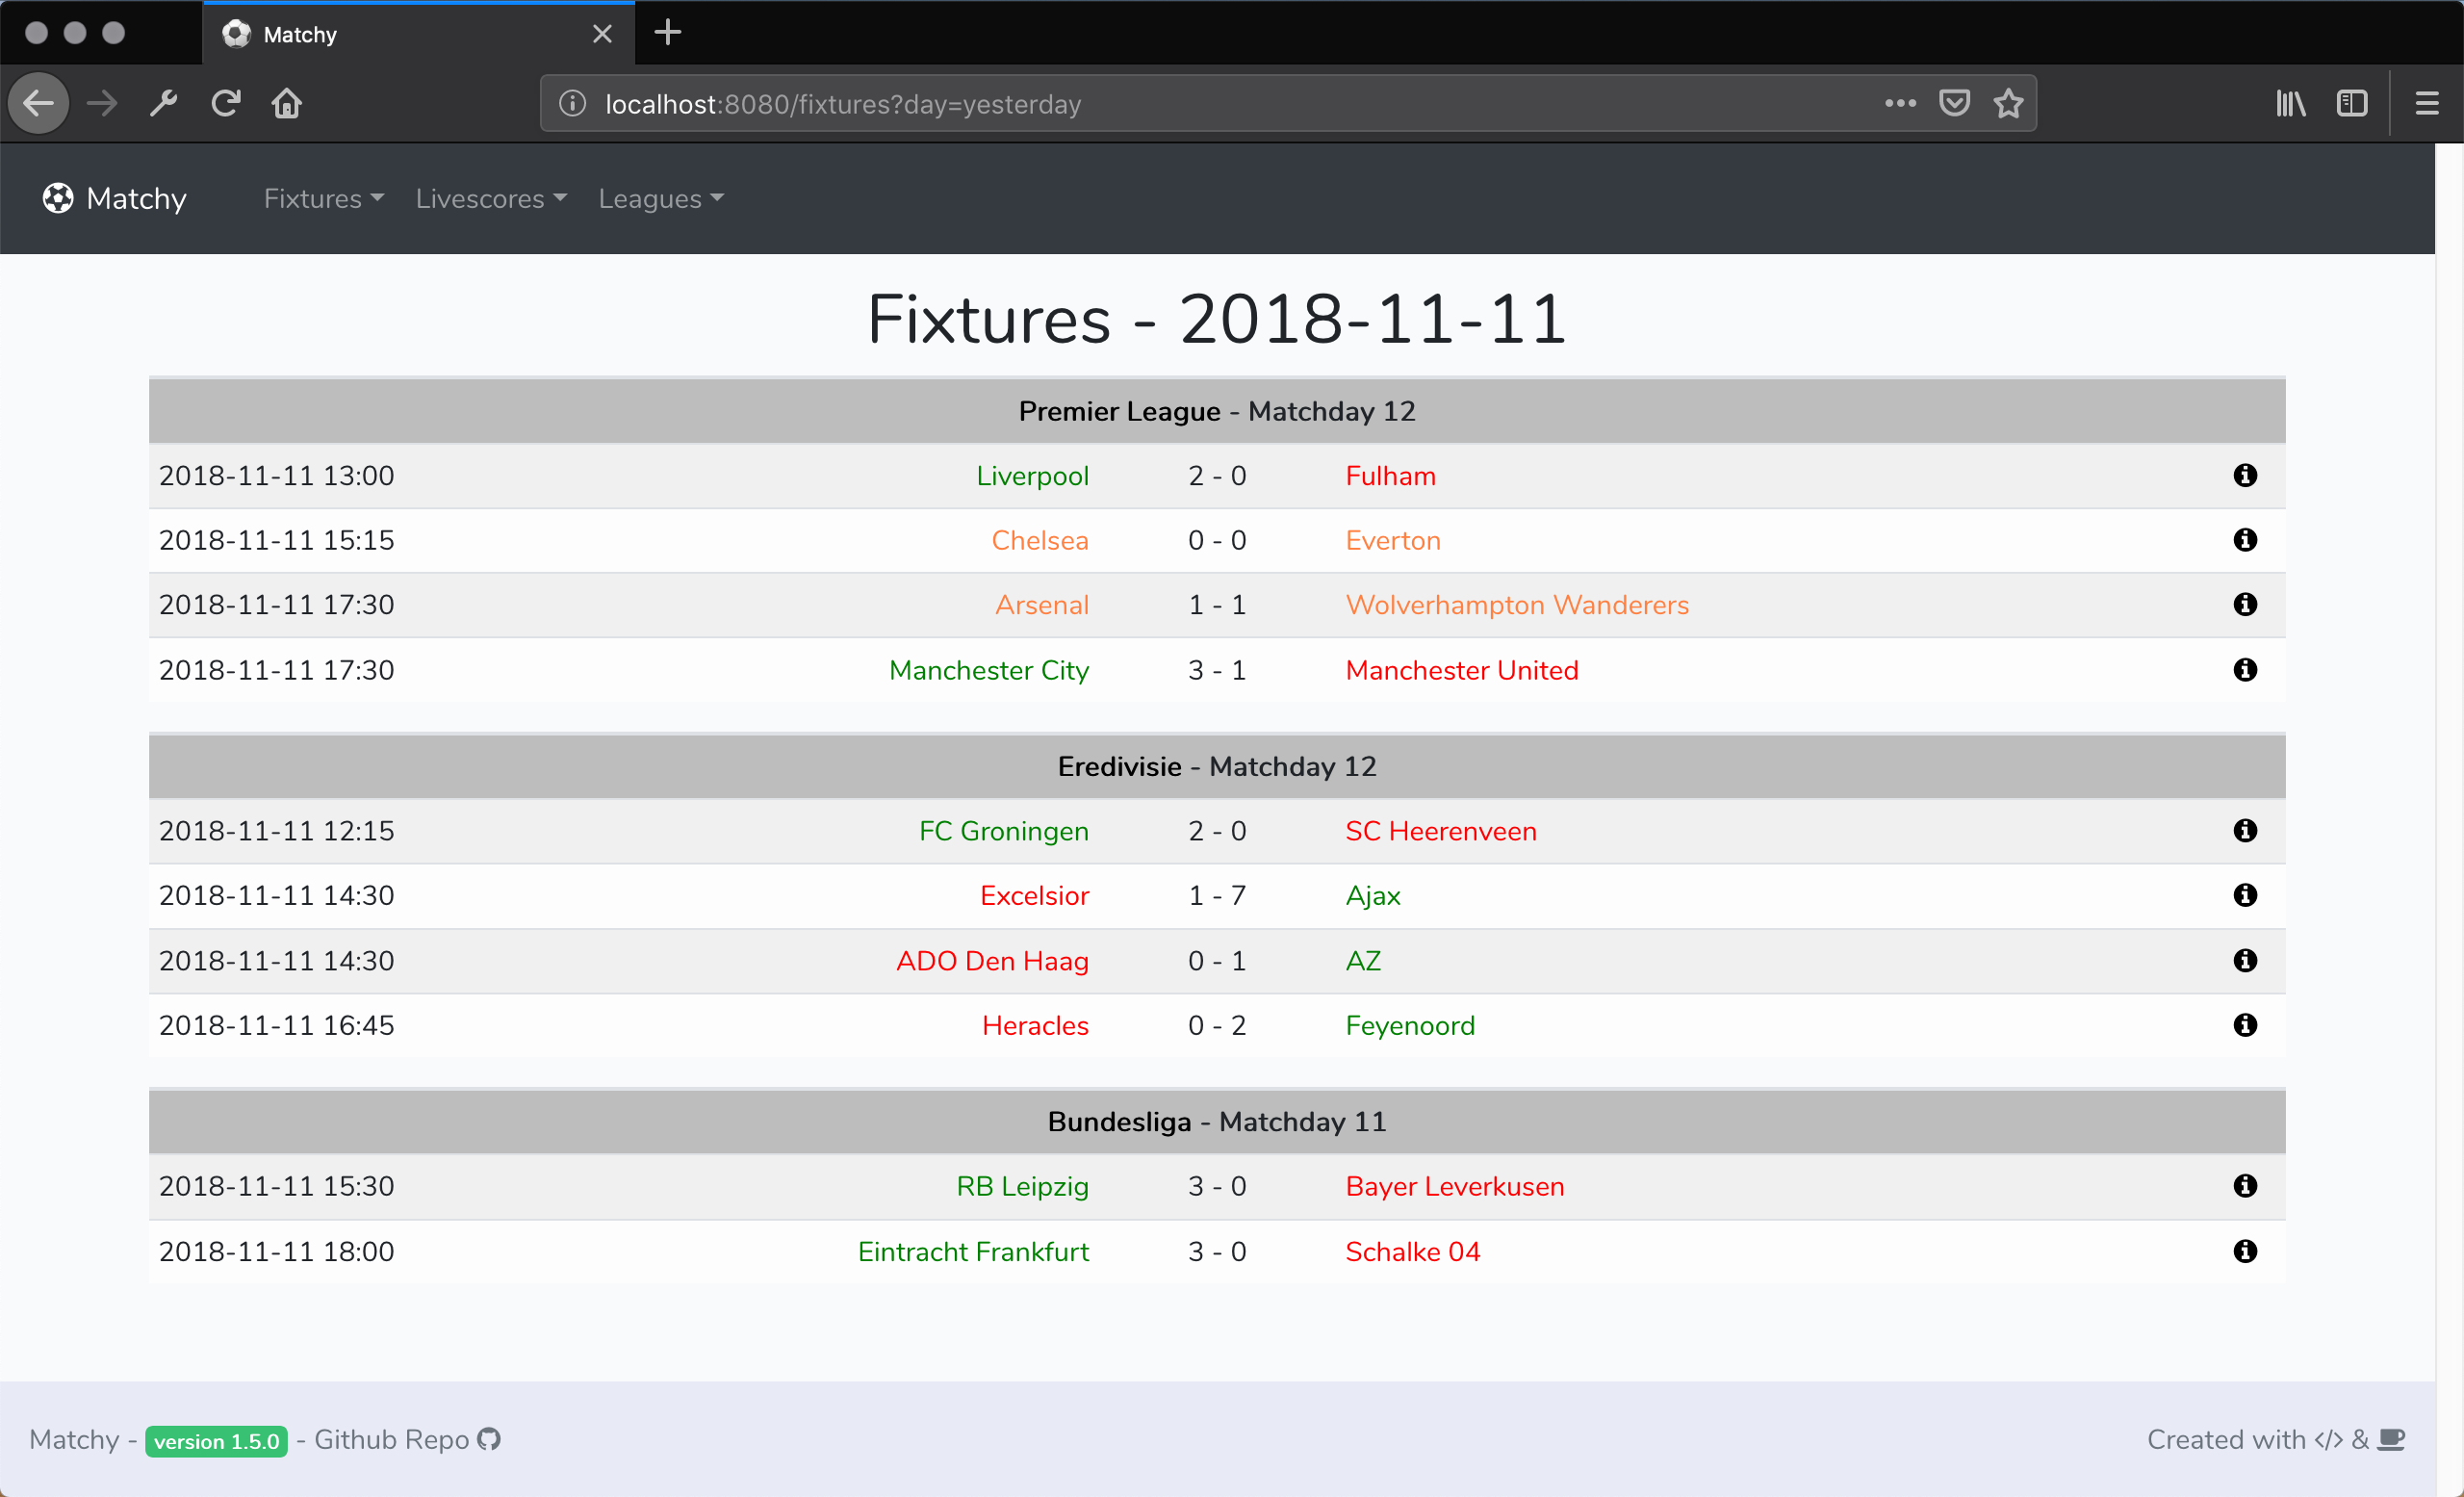 Matchy
localhost:8080/fixtures?day=yesterday
Matchy Fixtures Livescores Leagues
Fixtures - 2018-11-11
Premier League - Matchday 12
2018-11-11 13:00 Liverpool 2 - 0 Fulham
2018-11-11 15:15 Chelsea 0 - 0 Everton
2018-11-11 17:30 Arsenal 1 - 1 Wolverhampton Wanderers
2018-11-11 17:30 Manchester City 3 - 1 Manchester United
Eredivisie - Matchday 12
2018-11-11 12:15 FC Groningen 2 - 0 SC Heerenveen
2018-11-11 14:30 Excelsior 1 - 7 Ajax
2018-11-11 14:30 ADO Den Haag 0 - 1 AZ
2018-11-11 16:45 Heracles 0 - 2 Feyenoord
Bundesliga - Matchday 11
2018-11-11 15:30 RB Leipzig 3 - 0 Bayer Leverkusen
2018-11-11 18:00 Eintracht Frankfurt 3 - 0 Schalke 04
Matchy - version 1.5.0 - Github Repo Created with </> &